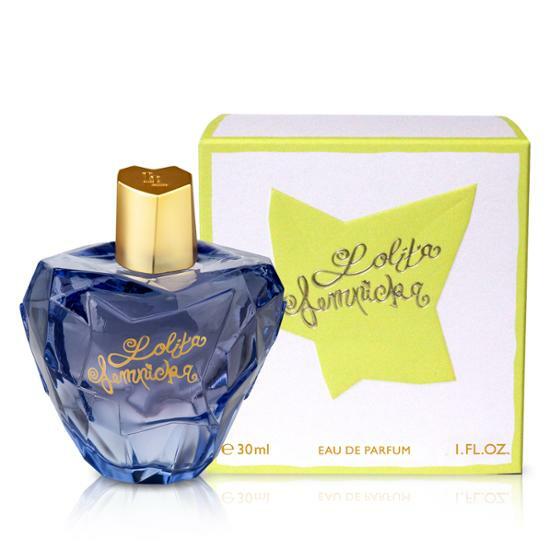 Lolita
Lempicka
Lolita
Lempicka
℮ 30ml
EAU DE PARFUM
1.FL.OZ.